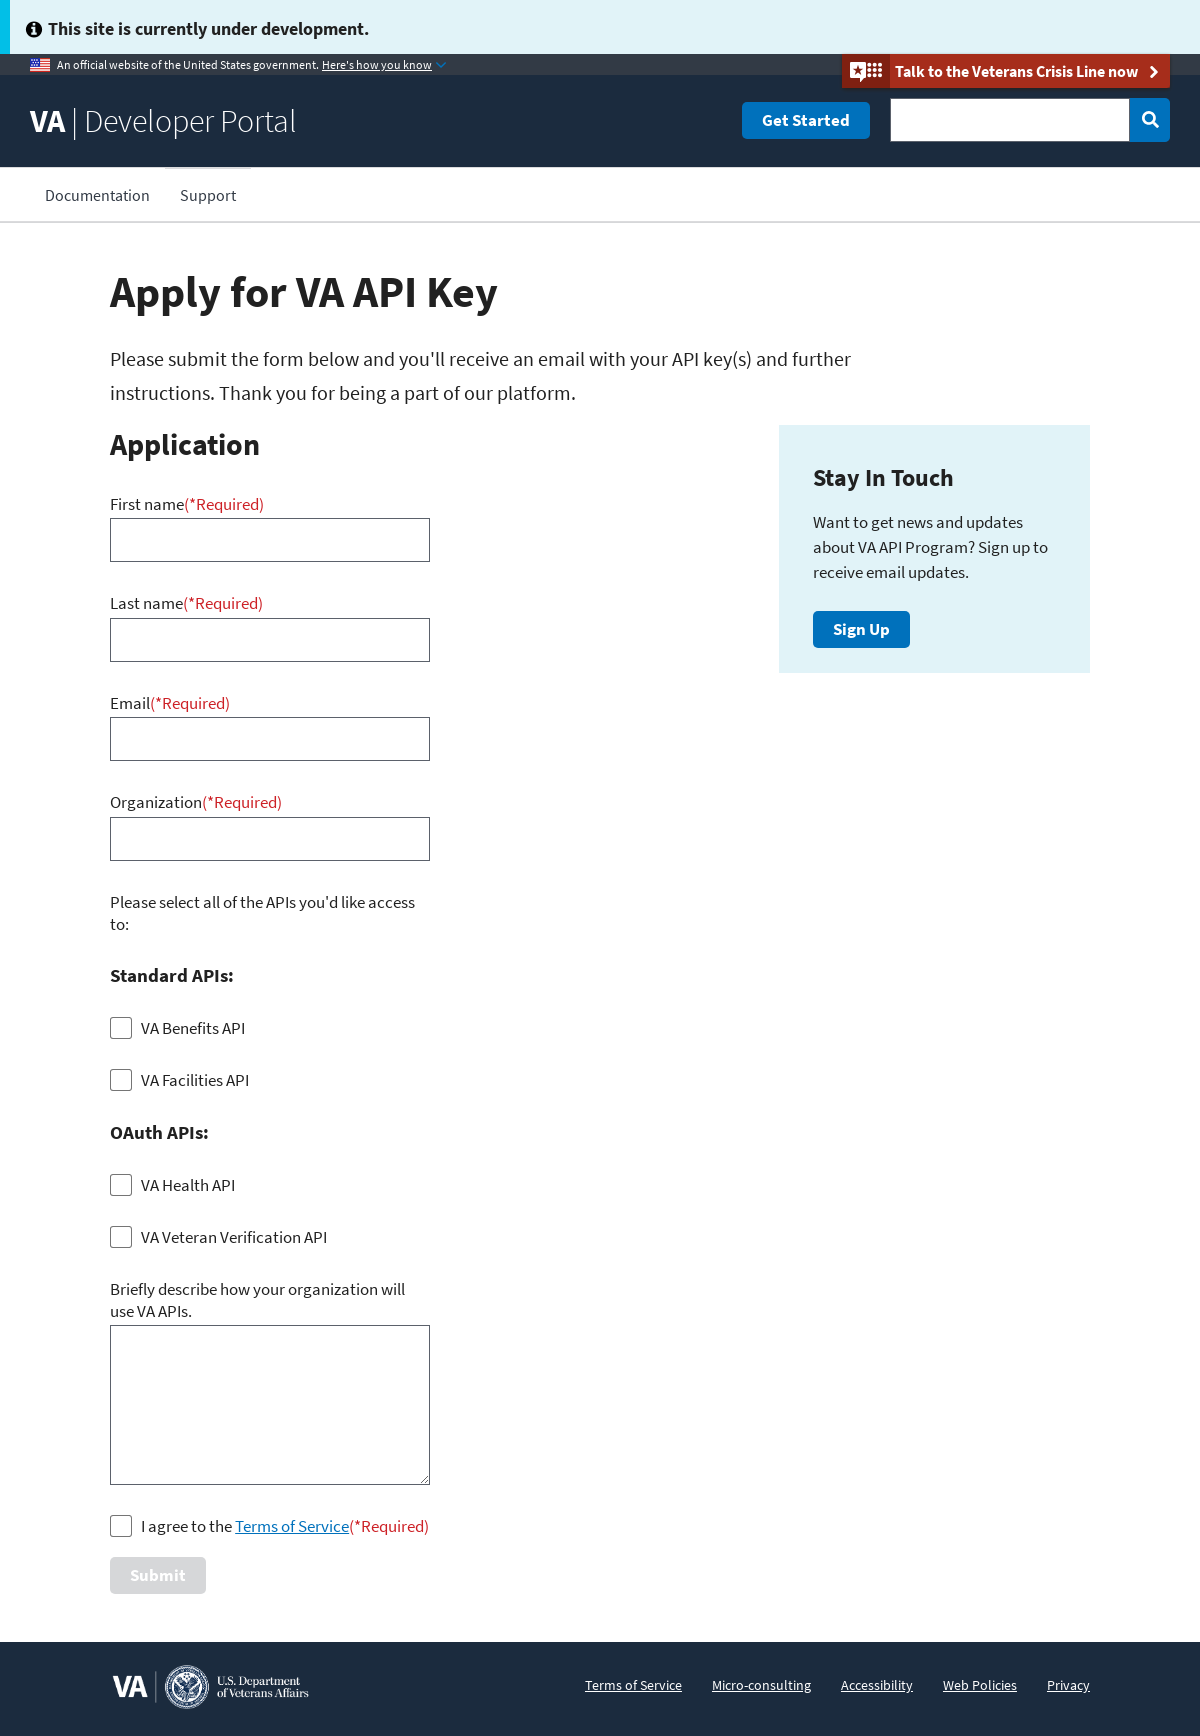 This site is currently under development.
An official website of the United States government. Here's how you know
Talk to the Veterans Crisis Line now
VA | Developer Portal
Get Started
Documentation
Support
Apply for VA API Key
Please submit the form below and you'll receive an email with your API key(s) and further
instructions. Thank you for being a part of our platform.
Application
First name(*Required)
Last name(*Required)
Email(*Required)
Organization(*Required)
Please select all of the APIs you'd like access
to:
Standard APIs:
VA Benefits API
VA Facilities API
OAuth APIs:
VA Health API
VA Veteran Verification API
Briefly describe how your organization will
use VA APIs.
I agree to the Terms of Service(*Required)
Submit
Stay In Touch
Want to get news and updates
about VA API Program? Sign up to
receive email updates.
Sign Up
VA
U.S. Department
of Veterans Affairs
Terms of Service
Micro-consulting
Accessibility
Web Policies
Privacy